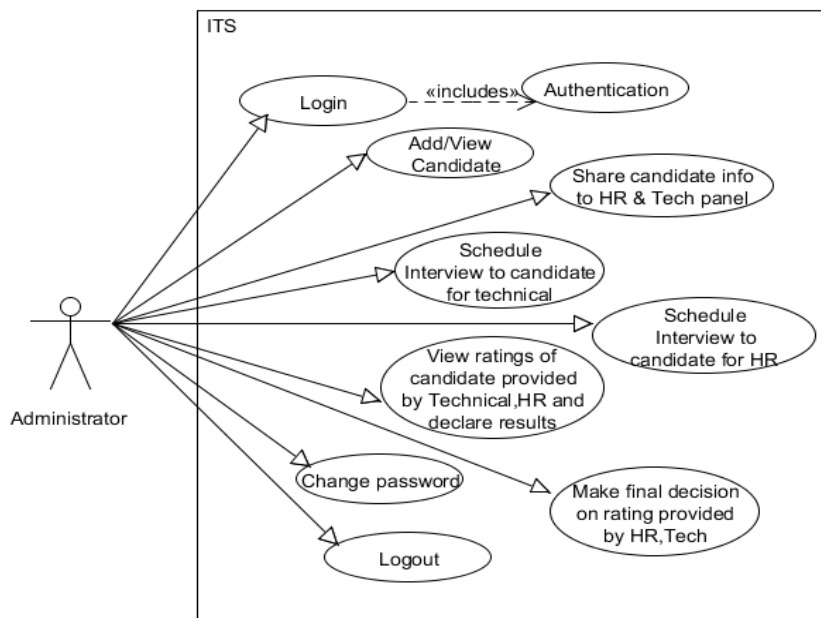 ITS
Login
«includes»
Authentication
Add/View
Candidate
Share candidate info
to HR & Tech panel
Schedule
Interview to candidate
for technical
Schedule
Interview to
candidate for HR
View ratings of
candidate provided
by Technical,HR and
declare results
Administrator
Change password
Make final decision
on rating provided
by HR,Tech
Logout